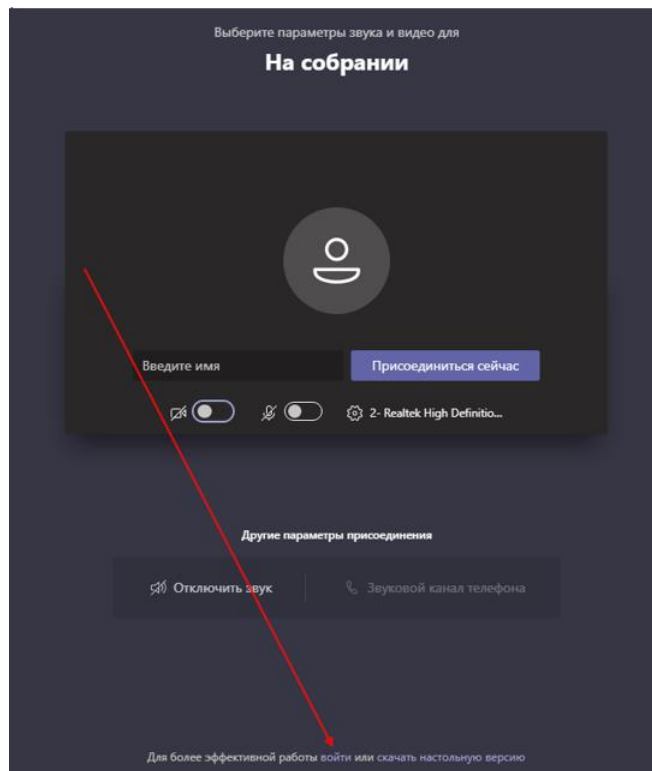 Выберите параметры звука и видео для
На собрании
Введите имя
Присоединиться сейчас
2- Realtek High Definitio...
Другие параметры присоединения
Отключить звук
Звуковой канал телефона
Для более эффективной работы войти или скачать настольную версию